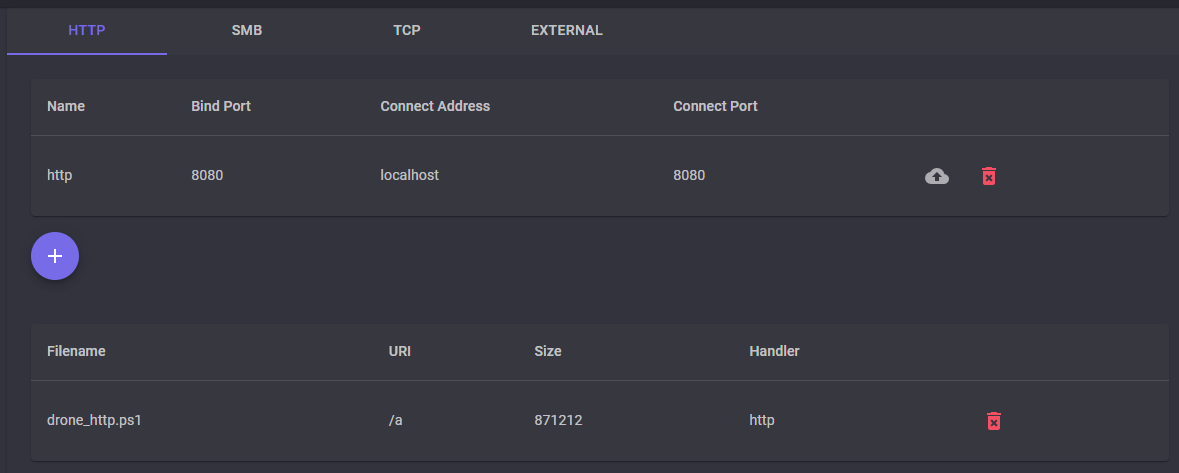 HTTP SMB TCP EXTERNAL
Name Bind Port Connect Address Connect Port
http 8080 localhost 8080
Filename URI Size Handler
drone_http.ps1 /a 871212 http